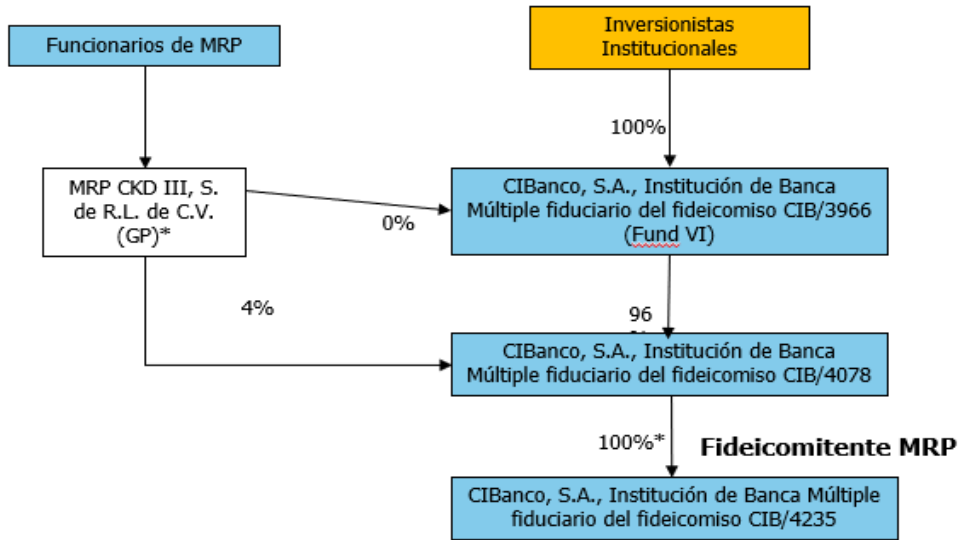 Funcionarios de MRP
Inversionistas
Institucionales
100%
MRP CKD III, S.
de R.L. de C.V.
(GP)*
0%
CIBanco, S.A., Institución de Banca
Múltiple fiduciario del fideicomiso CIB/3966
(Fund VI)
4%
96
CIBanco, S.A., Institución de Banca
Múltiple fiduciario del fideicomiso CIB/4078
100%*
Fideicomitente MRP
CIBanco, S.A., Institución de Banca Múltiple
fiduciario del fideicomiso CIB/4235